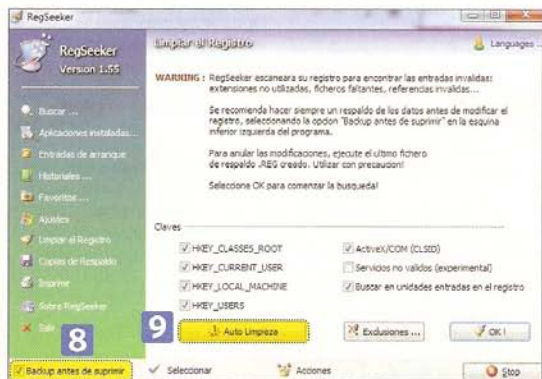 RegSeeker
RegSeeker
Version 1.55
Buscar ...
Aplicaciones instaladas...
Entradas de arranque
Historiales ...
Favoritos ...
Ajustes
Limpiar el Registro
Copias de Respaldo
Imprimir
Sobre RegSeeker
Salir
8
Backup antes de suprimir
Limpiar el Registro
Languages ...
WARNING : RegSeeker escaneara su registro para encontrar las entradas invalidas:
extensiones no utilizadas, ficheros faltantes, referencias invalidas...
Se recomienda hacer siempre un respaldo de los datos antes de modificar el
registro, seleccionando la opcion "Backup antes de suprimir" en la esquina
inferior izquierda del programa.
Para anular las modificaciones, ejecute el ultimo fichero
de respaldo .REG creado. Utilizar con precaucion!
Seleccione OK para comenzar la busqueda!
Claves
HKEY_CLASSES_ROOT
ActiveX/COM (CLSID)
HKEY_CURRENT_USER
Servicios no validos (experimental)
HKEY_LOCAL_MACHINE
Buscar en unidades entradas en el registro
HKEY_USERS
9
Auto Limpieza
Exclusiones ...
OK !
Seleccionar
Acciones
Stop